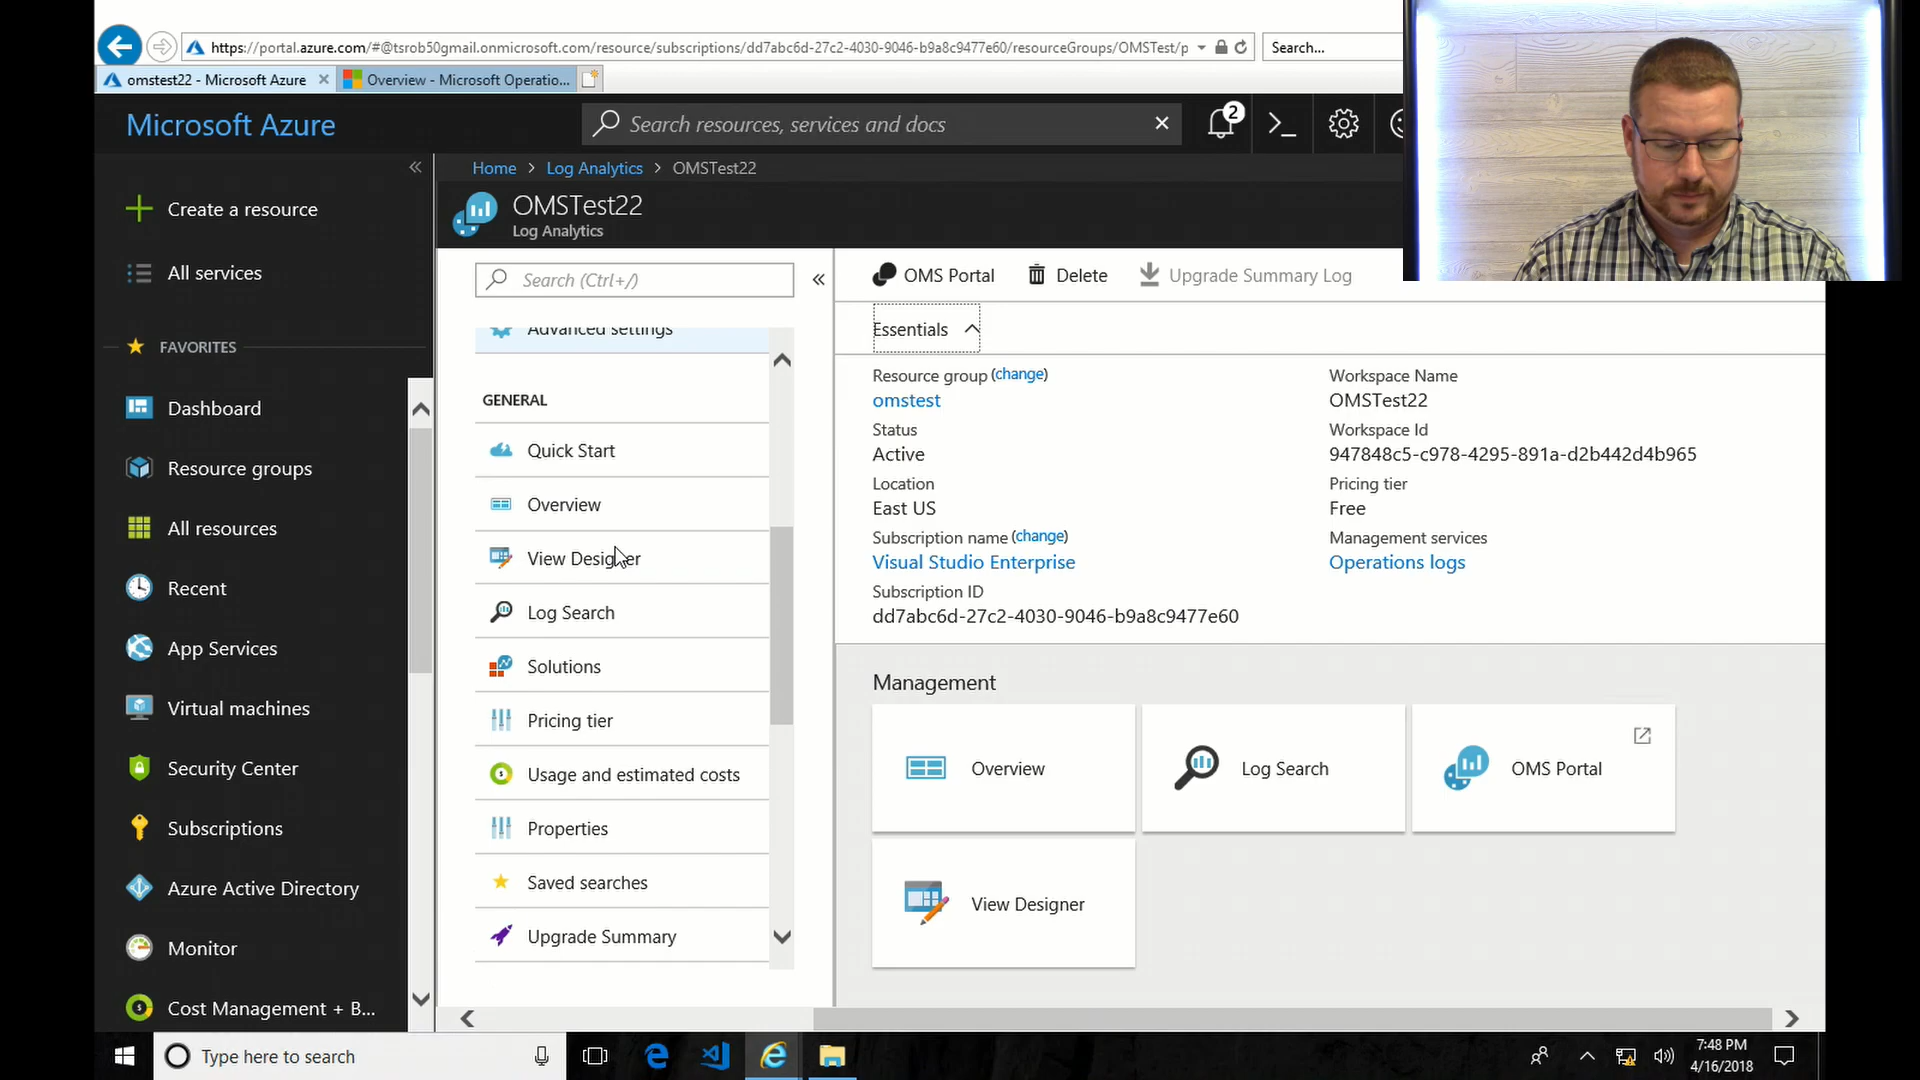 https://portal.azure.com/#@tsrob50gmail.onmicrosoft.com/resource/subscriptions/dd7abc6d-27c2-4030-9046-b9a8c9477e60/resourceGroups/OMSTest/p
Search...
omstest22 - Microsoft Azure
Overview - Microsoft Operatio...
Microsoft Azure
Search resources, services and docs
2
Home > Log Analytics > OMSTest22
OMSTest22
Log Analytics
Create a resource
All services
FAVORITES
Dashboard
Resource groups
All resources
Recent
App Services
Virtual machines
Security Center
Subscriptions
Azure Active Directory
Monitor
Cost Management + B...
Search (Ctrl+/)
Advanced settings
GENERAL
Quick Start
Overview
View Designer
Log Search
Solutions
Pricing tier
Usage and estimated costs
Properties
Saved searches
Upgrade Summary
OMS Portal
Delete
Upgrade Summary Log
Essentials
Resource group (change)
omstest
Status
Active
Location
East US
Subscription name (change)
Visual Studio Enterprise
Subscription ID
dd7abc6d-27c2-4030-9046-b9a8c9477e60
Workspace Name
OMSTest22
Workspace Id
947848c5-c978-4295-891a-d2b442d4b965
Pricing tier
Free
Management services
Operations logs
Management
Overview
Log Search
OMS Portal
View Designer
Type here to search
7:48 PM
4/16/2018